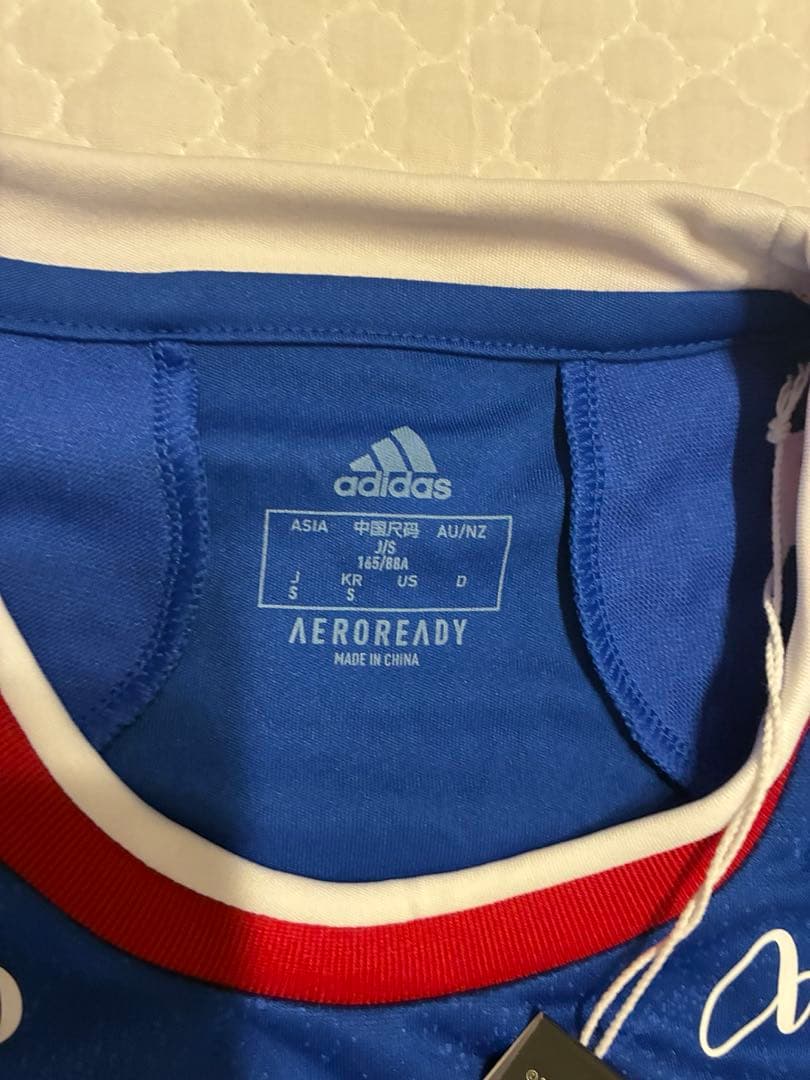 adidas
ASIA 中国尺码 AU/NZ
J/S
165/88A
J KR US D
S S
AEROREADY
MADE IN CHINA